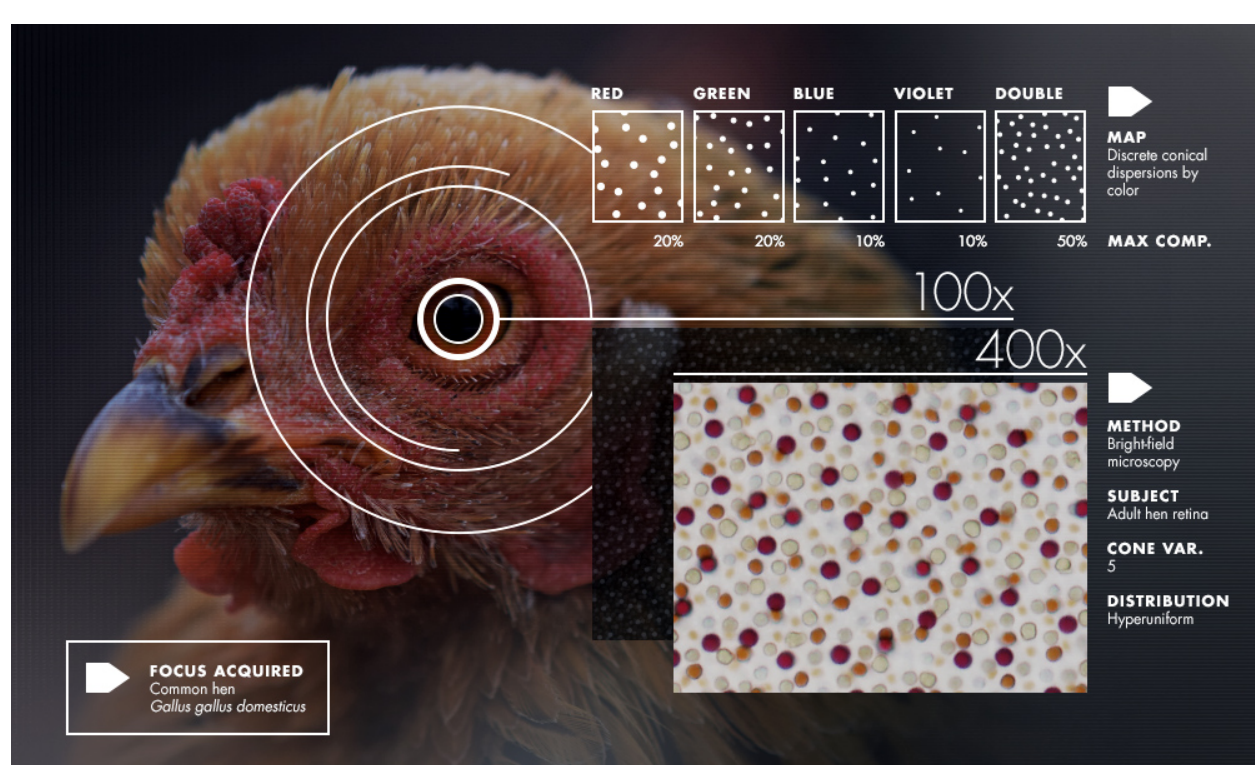 RED
GREEN
BLUE
VIOLET
DOUBLE
MAP
Discrete conical
dispersions by
color
20%
20%
10%
10%
50%
MAX COMP.
100x
400x
METHOD
Bright-field
microscopy
SUBJECT
Adult hen retina
CONE VAR.
5
DISTRIBUTION
Hyperuniform
FOCUS ACQUIRED
Common hen
Gallus gallus domesticus